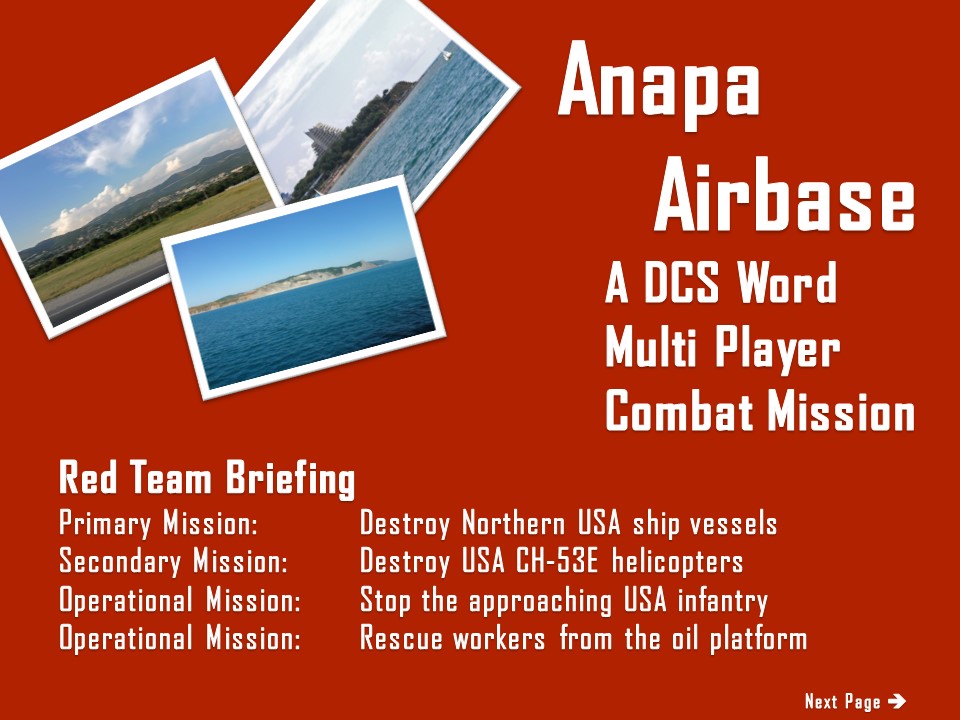 Anapa
Airbase
A DCS Word
Multi Player
Combat Mission
Red Team Briefing
Primary Mission: Destroy Northern USA ship vessels
Secondary Mission: Destroy USA CH-53E helicopters
Operational Mission: Stop the approaching USA infantry
Operational Mission: Rescue workers from the oil platform
Next Page →